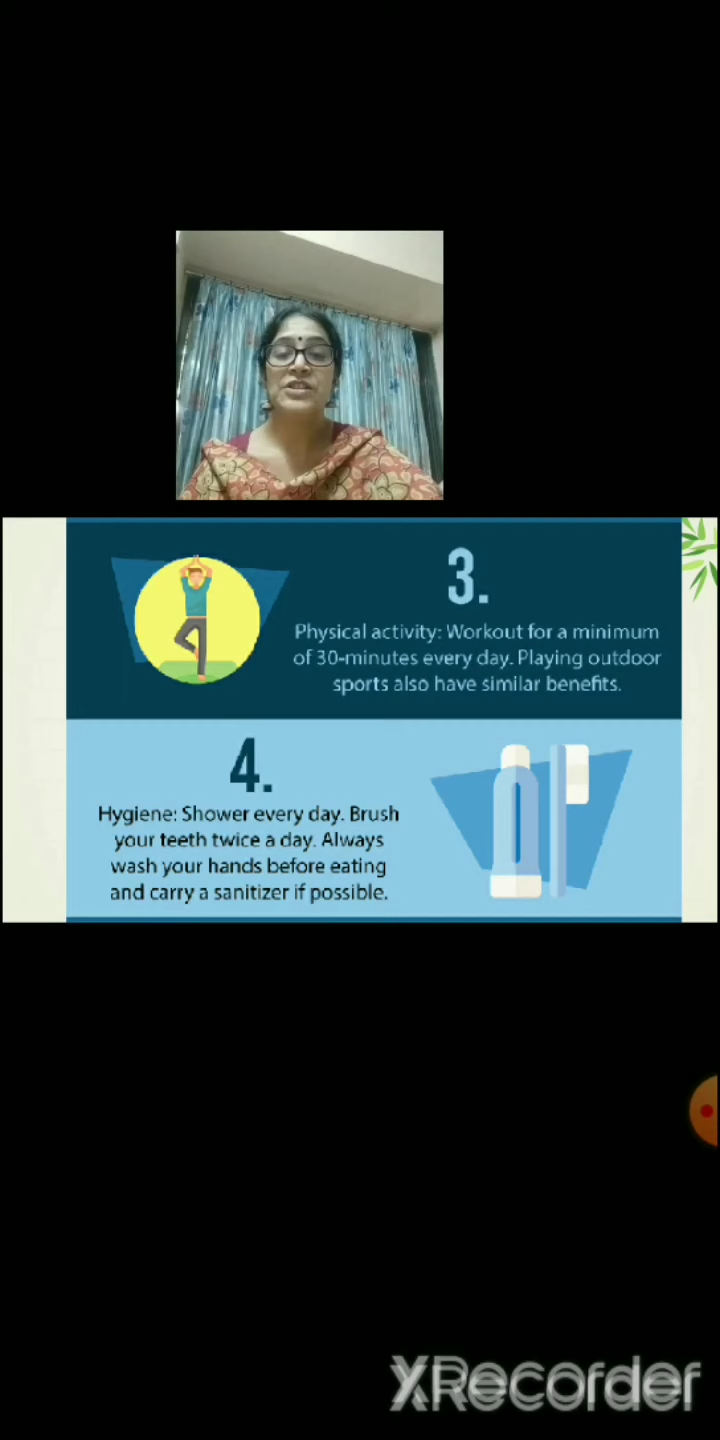 3.
Physical activity: Workout for a minimum
of 30-minutes every day. Playing outdoor
sports also have similar benefits.
4.
Hygiene: Shower every day. Brush
your teeth twice a day. Always
wash your hands before eating
and carry a sanitizer if possible.
XRecorder